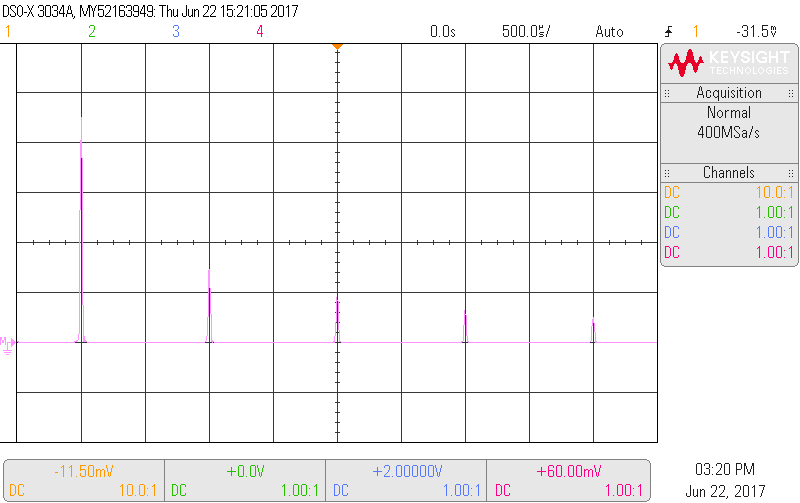 DSO-X 3034A, MY52163949: Thu Jun 22 15:21:05 2017
1 2 3 4 0.0s 500.0㎲/ Auto 1 -31.5㎷
KEYSIGHT
TECHNOLOGIES
Acquisition
Normal
400MSa/s
Channels
DC 10.0:1
DC 1.00:1
DC 1.00:1
DC 1.00:1
M
-11.50mV +0.0V +2.00000V +60.00mV
DC 10.0:1 DC 1.00:1 DC 1.00:1 DC 1.00:1
03:20 PM
Jun 22, 2017